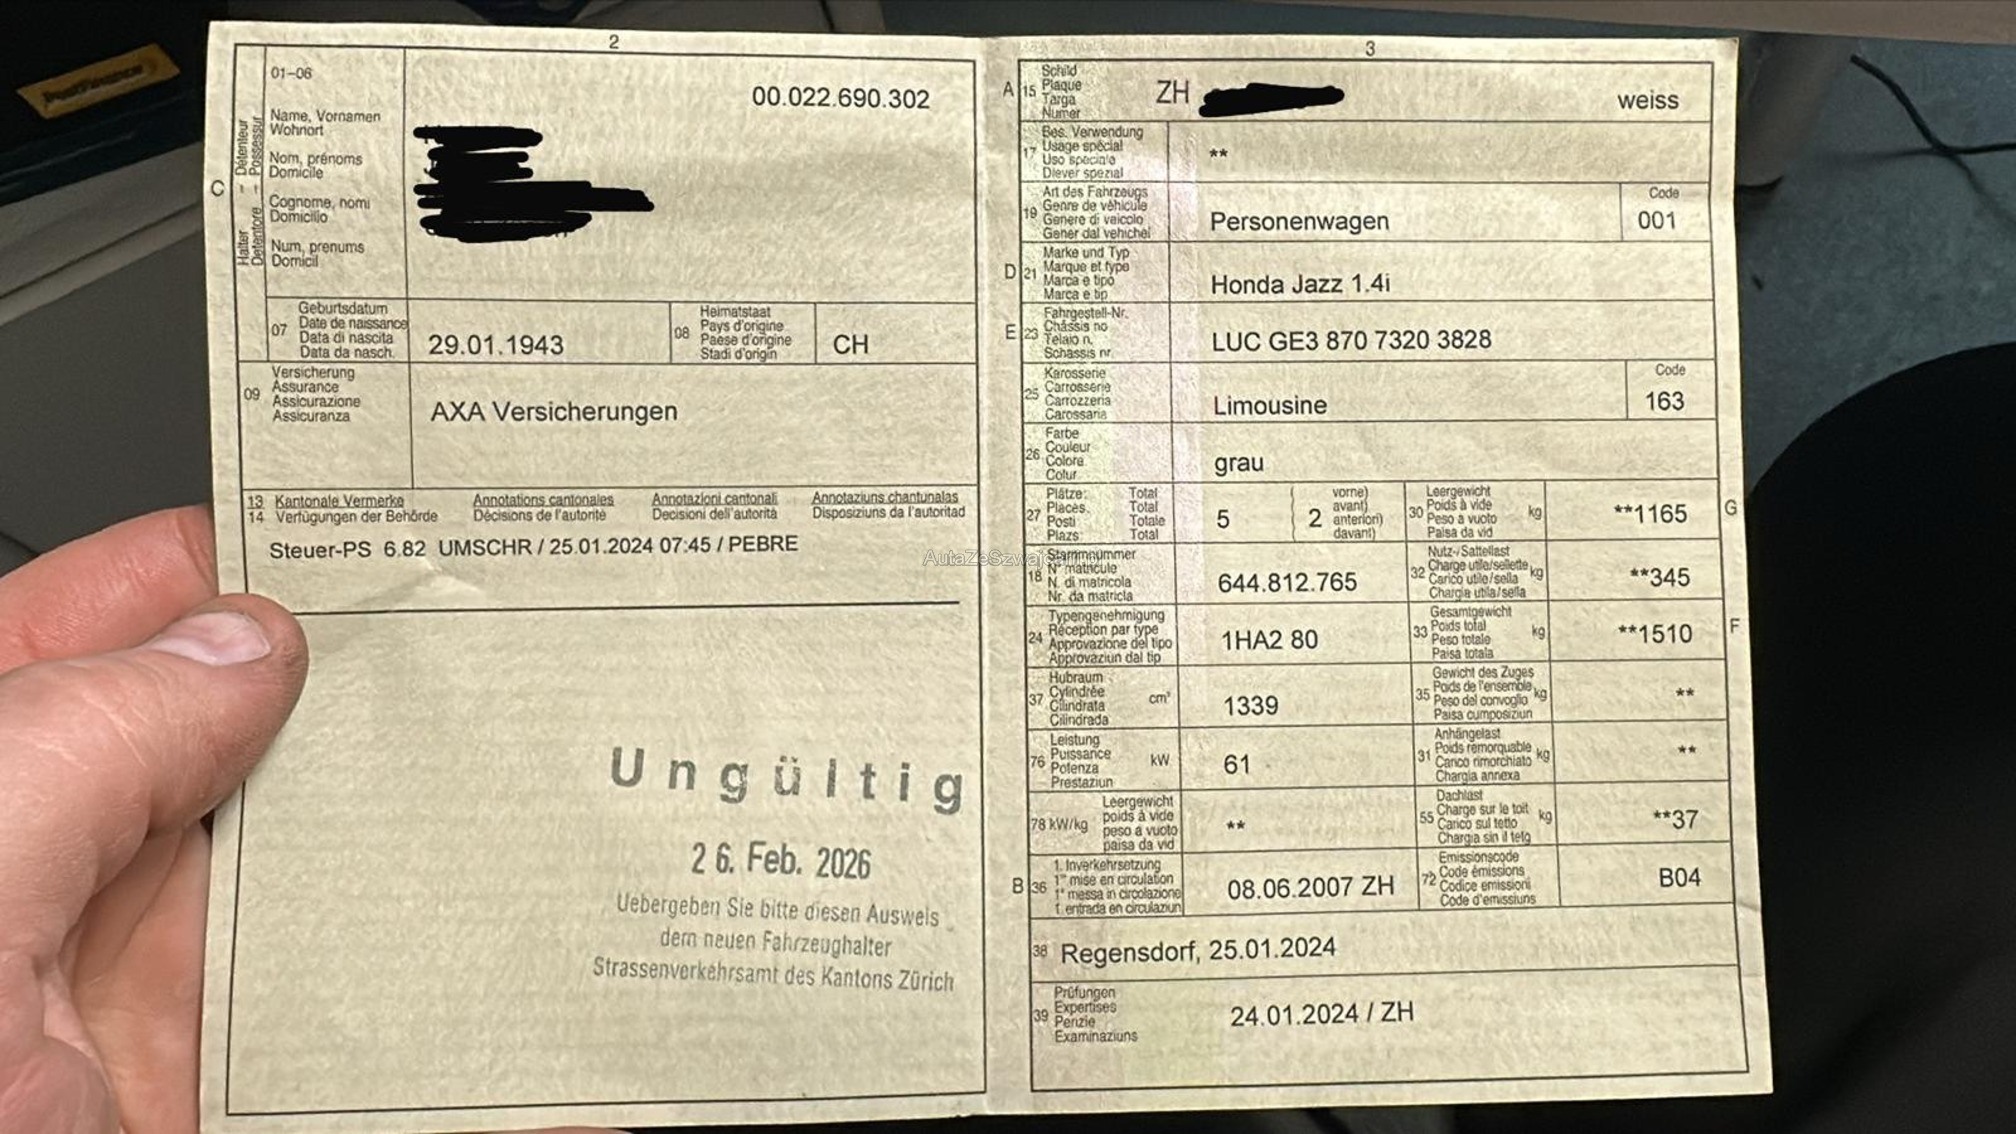 2
01–06
00.022.690.302
Halter – Détenteur
Detentore – Possessur
C
Name, Vornamen
Wohnort
Nom, prénoms
Domicile
Cognome, nomi
Domicilio
Num, prenums
Domicil
07
Geburtsdatum
Date de naissance
Data di nascita
Data da nasch.
29.01.1943
08
Heimatstaat
Pays d'origine
Paese d'origine
Stadi d'origin
CH
09
Versicherung
Assurance
Assicurazione
Assicuranza
AXA Versicherungen
13 Kantonale Vermerke Annotations cantonales Annotazioni cantonali Annotaziuns chantunalas
14 Verfügungen der Behörde Décisions de l'autorité Decisioni dell'autorità Disposiziuns da l'autoritad
Steuer-PS 6.82 UMSCHR / 25.01.2024 07:45 / PEBRE
Ungültig
26. Feb. 2026
Uebergeben Sie bitte diesen Ausweis
dem neuen Fahrzeughalter
Strassenverkehrsamt des Kantons Zürich
3
A 15
Schild
Plaque
Targa
Numer
ZH
weiss
17
Bes. Verwendung
Usage spécial
Uso speciale
Diever spezial
**
19
Art des Fahrzeugs
Genre de véhicule
Genere di veicolo
Gener dal vehichel
Personenwagen
Code
001
D 21
Marke und Typ
Marque et type
Marca e tipo
Marca e tip
Honda Jazz 1.4i
E 23
Fahrgestell-Nr.
Châssis no
Telaio n.
Schassis nr.
LUC GE3 870 7320 3828
25
Karosserie
Carrosserie
Carrozzeria
Carossaria
Limousine
Code
163
26
Farbe
Couleur
Colore
Colur
grau
27
Plätze: Total
Places: Total
Posti Totale
Plazs: Total
5
2
vorne)
avant)
anteriori)
davant)
30
Leergewicht
Poids à vide
Peso a vuoto
Paisa da vid
kg
**1165
G
18
Stammnummer
N° matricule
N. di matricola
Nr. da matricla
644.812.765
32
Nutz-/Sattellast
Charge utile/sellette
Carico utile/sella
Chargia utila/sella
kg
**345
24
Typengenehmigung
Réception par type
Approvazione del tipo
Approvaziun dal tip
1HA2 80
33
Gesamtgewicht
Poids total
Peso totale
Paisa totala
kg
**1510
F
37
Hubraum
Cylindrée
Cilindrata
Cilindrada
cm³
1339
35
Gewicht des Zuges
Poids de l'ensemble
Peso del convoglio
Paisa cumposiziun
kg
**
76
Leistung
Puissance
Potenza
Prestaziun
kW
61
31
Anhängelast
Poids remorquable
Carico rimorchiato
Chargia annexa
kg
**
78 kW/kg
Leergewicht
poids à vide
peso a vuoto
paisa da vid
**
55
Dachlast
Charge sur le toit
Carico sul tetto
Chargia sin il tetg
kg
**37
B 36
1. Inverkehrsetzung
1re mise en circulation
1a messa in circolazione
1. entrada en circulaziun
08.06.2007 ZH
72
Emissionscode
Code émissions
Codice emissioni
Code d'emissiuns
B04
38 Regensdorf, 25.01.2024
39
Prüfungen
Expertises
Perizie
Examinaziuns
24.01.2024 / ZH
PostFinance